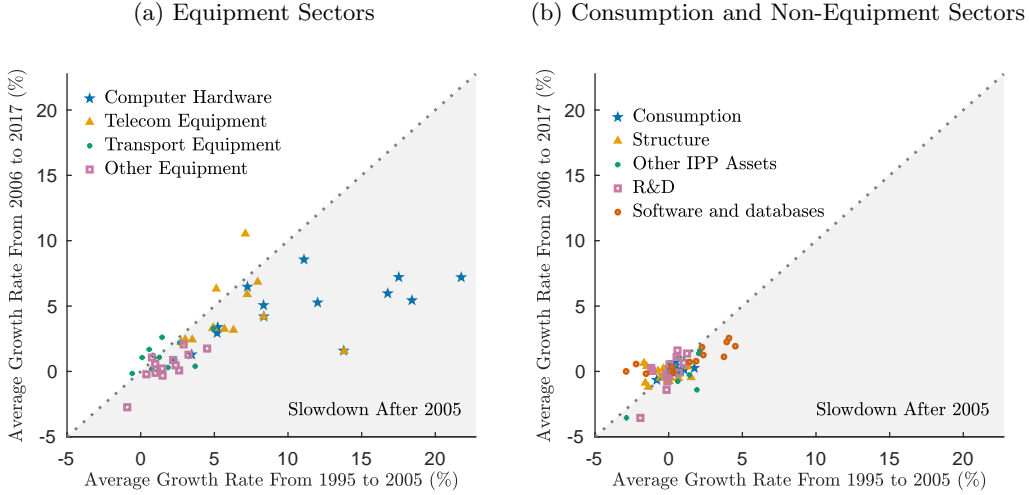 (a) Equipment Sectors
Average Growth Rate From 2006 to 2017 (%)
20
15
10
5
0
-5
Computer Hardware
Telecom Equipment
Transport Equipment
Other Equipment
Slowdown After 2005
-5 0 5 10 15 20
Average Growth Rate From 1995 to 2005 (%)
(b) Consumption and Non-Equipment Sectors
Average Growth Rate From 2006 to 2017 (%)
20
15
10
5
0
-5
Consumption
Structure
Other IPP Assets
R&D
Software and databases
Slowdown After 2005
-5 0 5 10 15 20
Average Growth Rate From 1995 to 2005 (%)